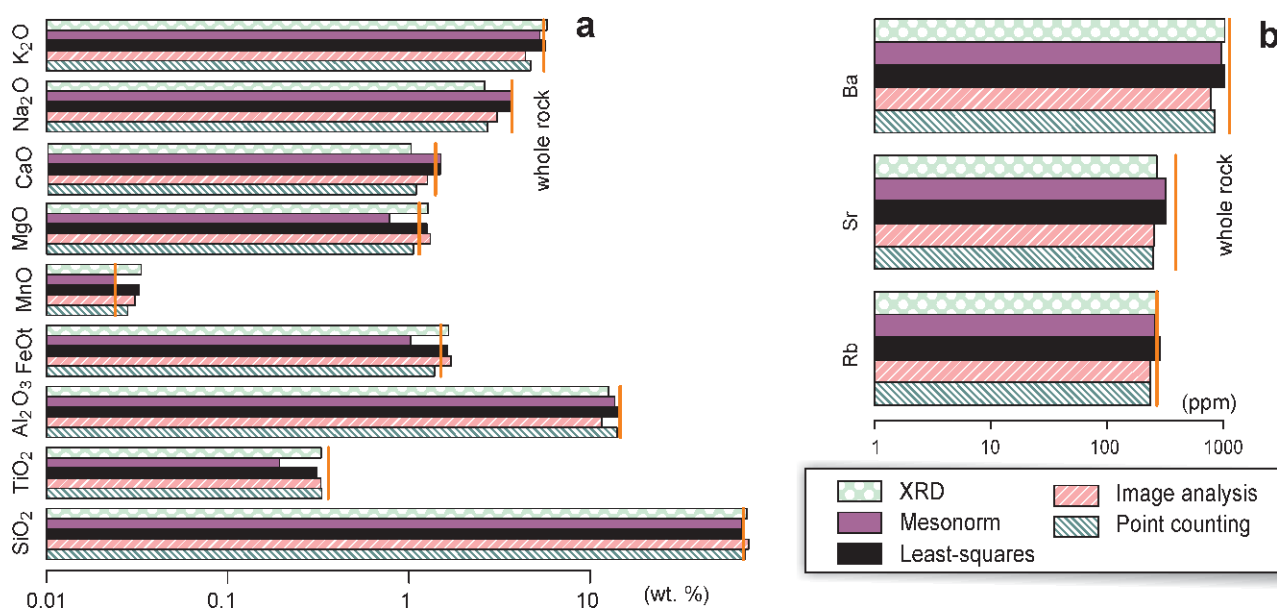 a
K₂O
Na₂O
CaO
MgO
MnO
FeOt
Al₂O₃
TiO₂
SiO₂
whole rock
0.01 0.1 1 10 (wt. %)
b
Ba
Sr
Rb
whole rock
(ppm)
1 10 100 1000
XRD
Mesonorm
Least-squares
Image analysis
Point counting